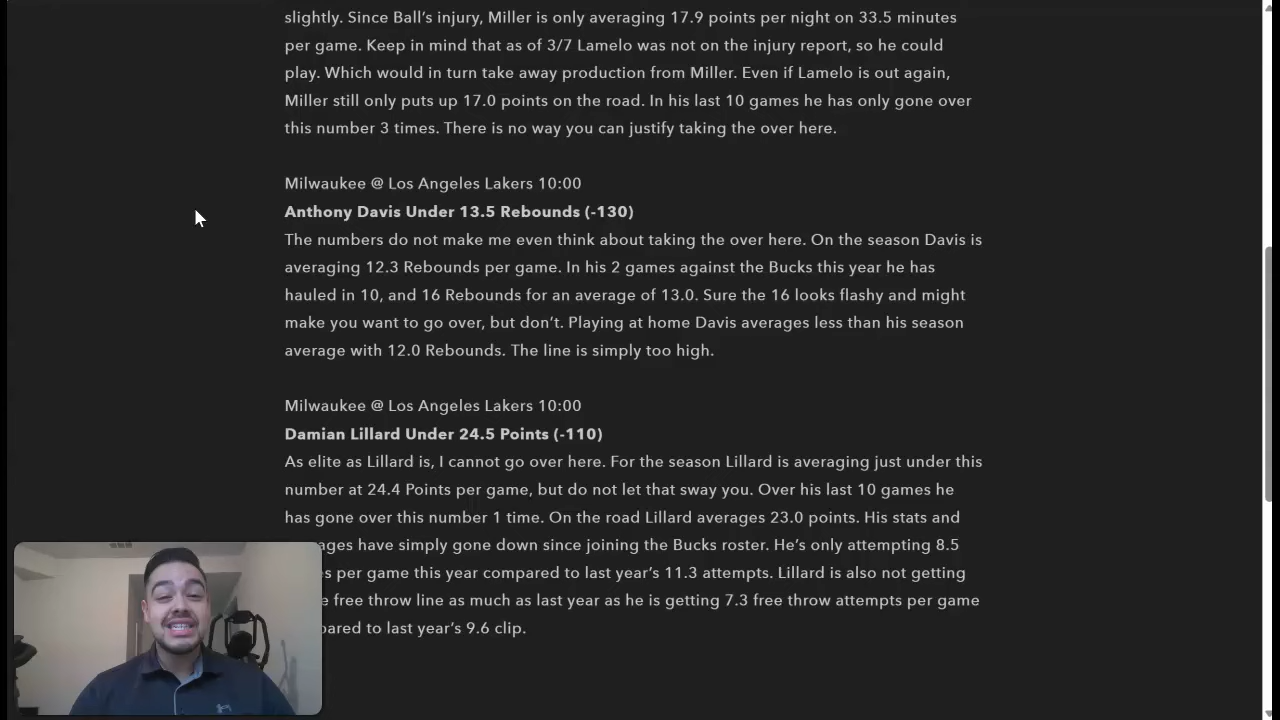 slightly. Since Ball's injury, Miller is only averaging 17.9 points per night on 33.5 minutes
per game. Keep in mind that as of 3/7 Lamelo was not on the injury report, so he could
play. Which would in turn take away production from Miller. Even if Lamelo is out again,
Miller still only puts up 17.0 points on the road. In his last 10 games he has only gone over
this number 3 times. There is no way you can justify taking the over here.
Milwaukee @ Los Angeles Lakers 10:00
Anthony Davis Under 13.5 Rebounds (-130)
The numbers do not make me even think about taking the over here. On the season Davis is
averaging 12.3 Rebounds per game. In his 2 games against the Bucks this year he has
hauled in 10, and 16 Rebounds for an average of 13.0. Sure the 16 looks flashy and might
make you want to go over, but don't. Playing at home Davis averages less than his season
average with 12.0 Rebounds. The line is simply too high.
Milwaukee @ Los Angeles Lakers 10:00
Damian Lillard Under 24.5 Points (-110)
As elite as Lillard is, I cannot go over here. For the season Lillard is averaging just under this
number at 24.4 Points per game, but do not let that sway you. Over his last 10 games he
has gone over this number 1 time. On the road Lillard averages 23.0 points. His stats and
have simply gone down since joining the Bucks roster. He's only attempting 8.5
per game this year compared to last year's 11.3 attempts. Lillard is also not getting
free throw line as much as last year as he is getting 7.3 free throw attempts per game
to last year's 9.6 clip.